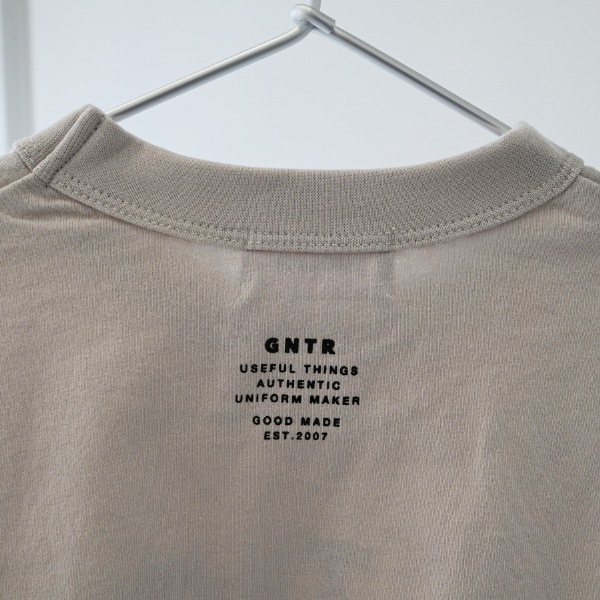 GNTR
USEFUL THINGS
AUTHENTIC
UNIFORM MAKER
GOOD MADE
EST.2007